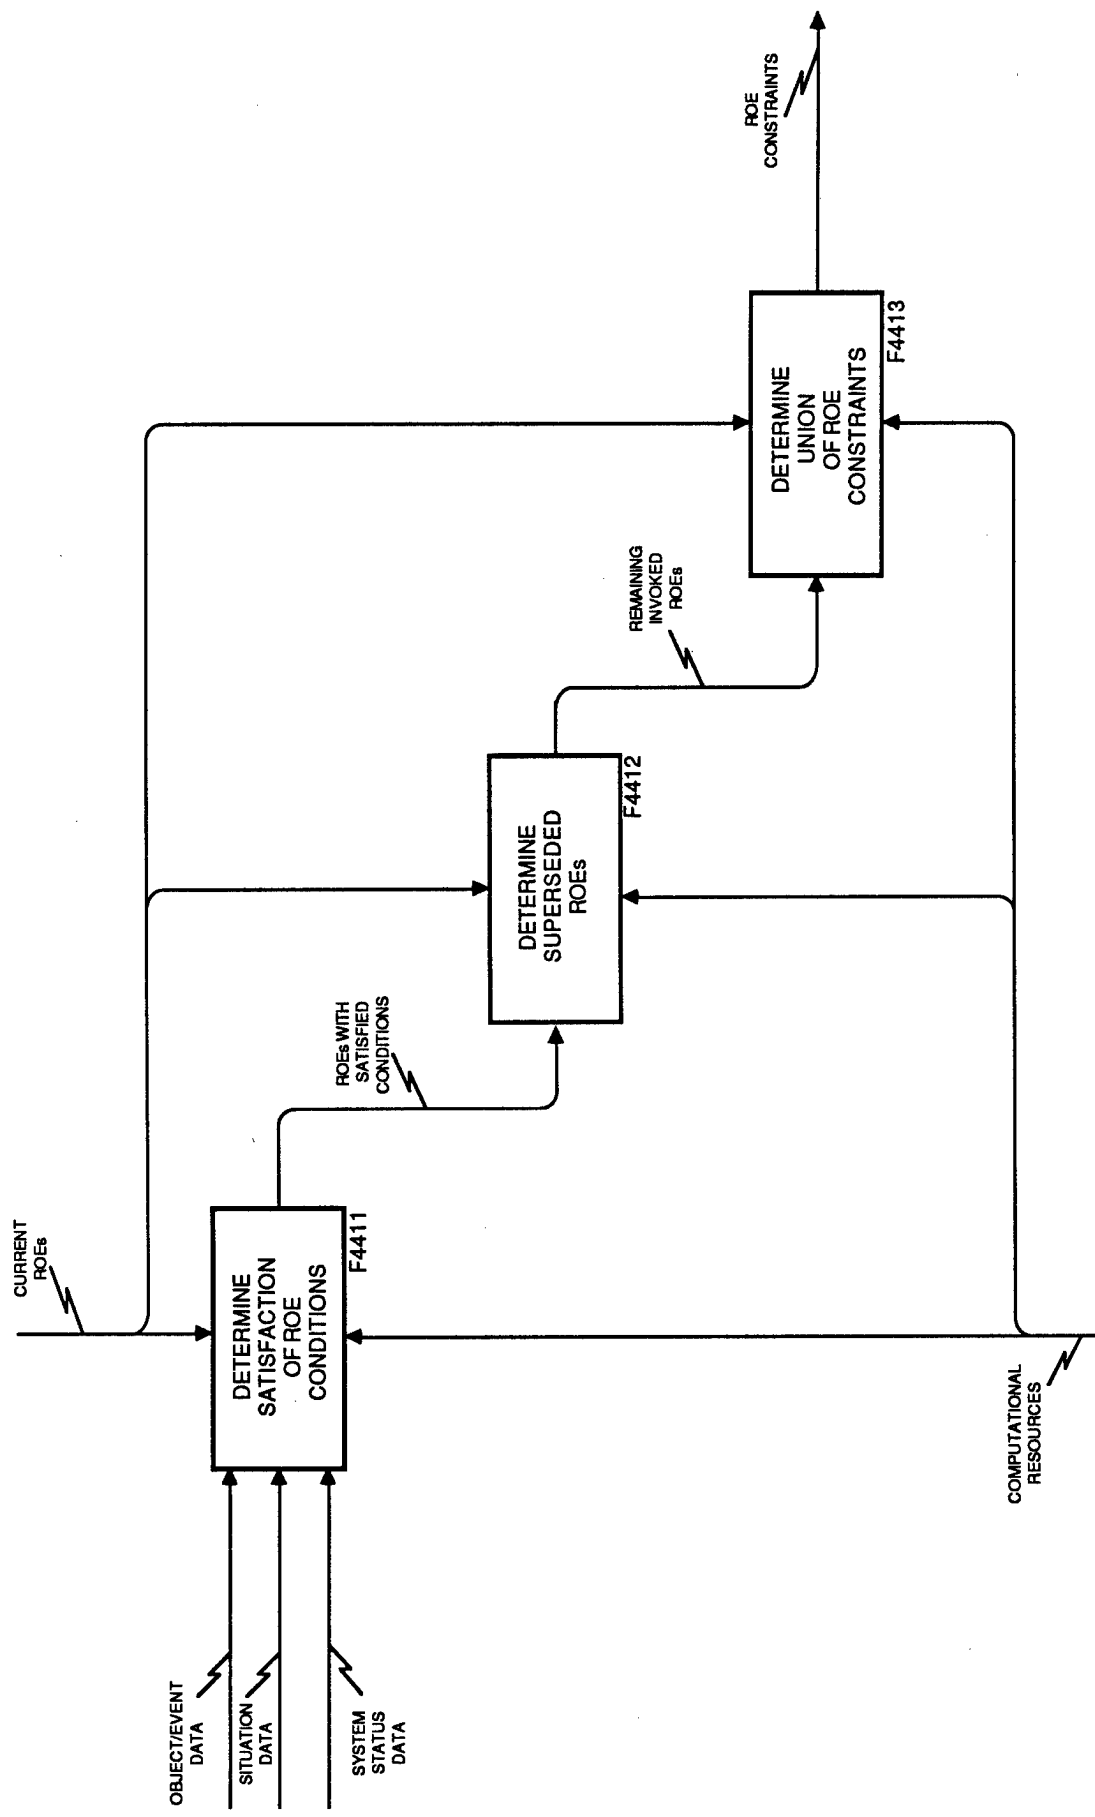 CURRENT
ROEs
OBJECT/EVENT
DATA
SITUATION
DATA
SYSTEM
STATUS
DATA
DETERMINE
SATISFACTION
OF ROE
CONDITIONS
F4411
ROEs WITH
SATISFIED
CONDITIONS
DETERMINE
SUPERSEDED
ROEs
F4412
REMAINING
INVOKED
ROEs
DETERMINE
UNION
OF ROE
CONSTRAINTS
F4413
ROE
CONSTRAINTS
COMPUTATIONAL
RESOURCES